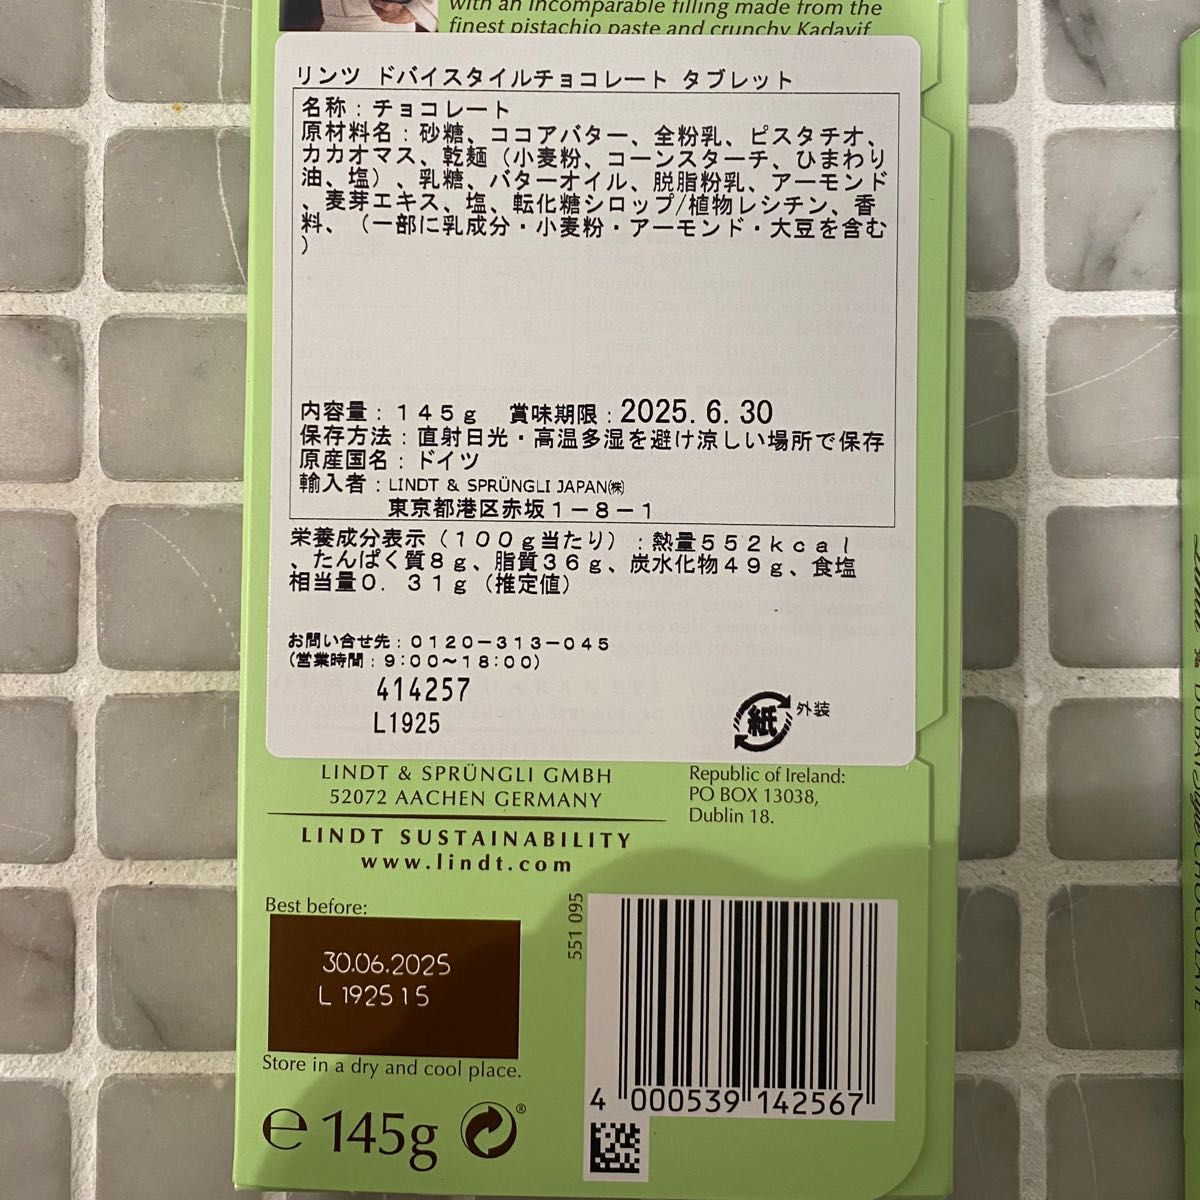 with an incomparable filling made from the
finest pistachio paste and crunchy Kadayif
リンツ ドバイスタイルチョコレート タブレット
名称：チョコレート
原材料名：砂糖、ココアバター、全粉乳、ピスタチオ、
カカオマス、乾麺（小麦粉、コーンスターチ、ひまわり
油、塩）、乳糖、バターオイル、脱脂粉乳、アーモンド
、麦芽エキス、塩、転化糖シロップ/植物レシチン、香
料、（一部に乳成分・小麦粉・アーモンド・大豆を含む
）
内容量：１４５ｇ 賞味期限：2025.6.30
保存方法：直射日光・高温多湿を避け涼しい場所で保存
原産国名：ドイツ
輸入者：LINDT & SPRÜNGLI JAPAN㈱
東京都港区赤坂１－８－１
栄養成分表示（１００ｇ当たり）：熱量５５２ｋｃａｌ
、たんぱく質８ｇ、脂質３６ｇ、炭水化物４９ｇ、食塩
相当量０．３１ｇ（推定値）
お問い合せ先：０１２０－３１３－０４５
（営業時間：９:００～１８:００）
414257
L1925
紙 外装
LINDT & SPRÜNGLI GMBH
52072 AACHEN GERMANY
Republic of Ireland:
PO BOX 13038,
Dublin 18.
LINDT SUSTAINABILITY
www.lindt.com
Best before:
30.06.2025
L 192515
551 095
Store in a dry and cool place.
4 000539 142567
℮ 145g